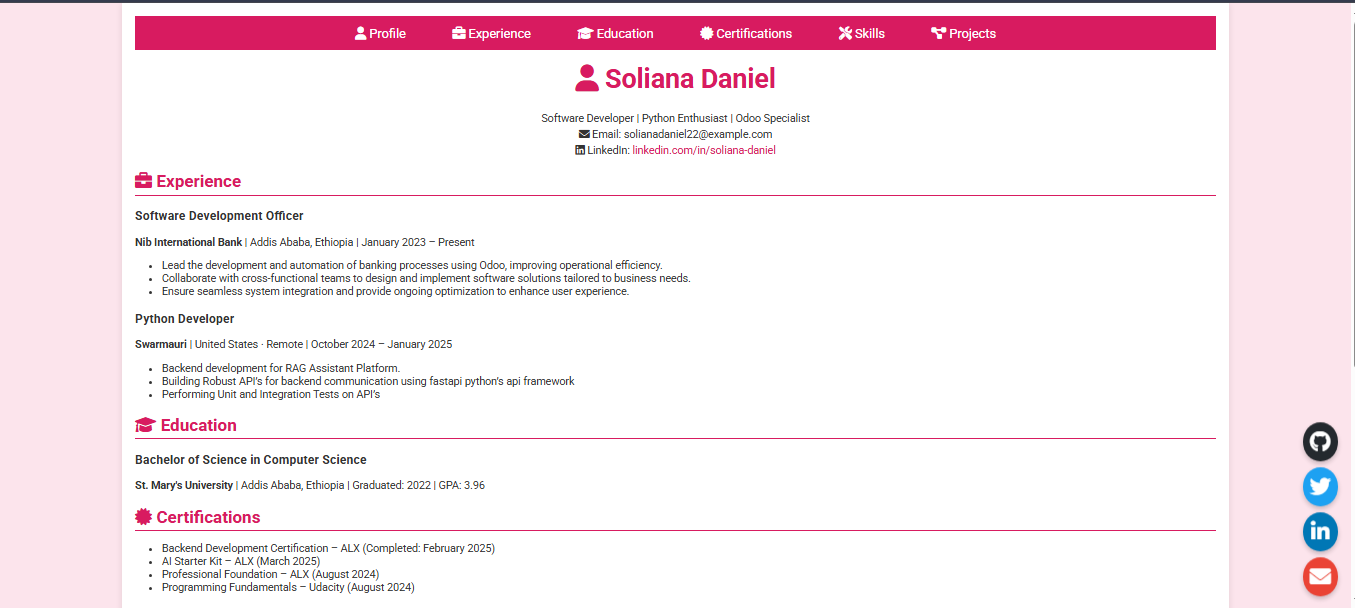 Profile Experience Education Certifications Skills Projects
Soliana Daniel
Software Developer | Python Enthusiast | Odoo Specialist
Email: solianadaniel22@example.com
LinkedIn: linkedin.com/in/soliana-daniel
Experience
Software Development Officer
Nib International Bank | Addis Ababa, Ethiopia | January 2023 – Present
• Lead the development and automation of banking processes using Odoo, improving operational efficiency.
• Collaborate with cross-functional teams to design and implement software solutions tailored to business needs.
• Ensure seamless system integration and provide ongoing optimization to enhance user experience.
Python Developer
Swarmauri | United States · Remote | October 2024 – January 2025
• Backend development for RAG Assistant Platform.
• Building Robust API's for backend communication using fastapi python's api framework
• Performing Unit and Integration Tests on API's
Education
Bachelor of Science in Computer Science
St. Mary's University | Addis Ababa, Ethiopia | Graduated: 2022 | GPA: 3.96
Certifications
• Backend Development Certification – ALX (Completed: February 2025)
• AI Starter Kit – ALX (March 2025)
• Professional Foundation – ALX (August 2024)
• Programming Fundamentals – Udacity (August 2024)
in